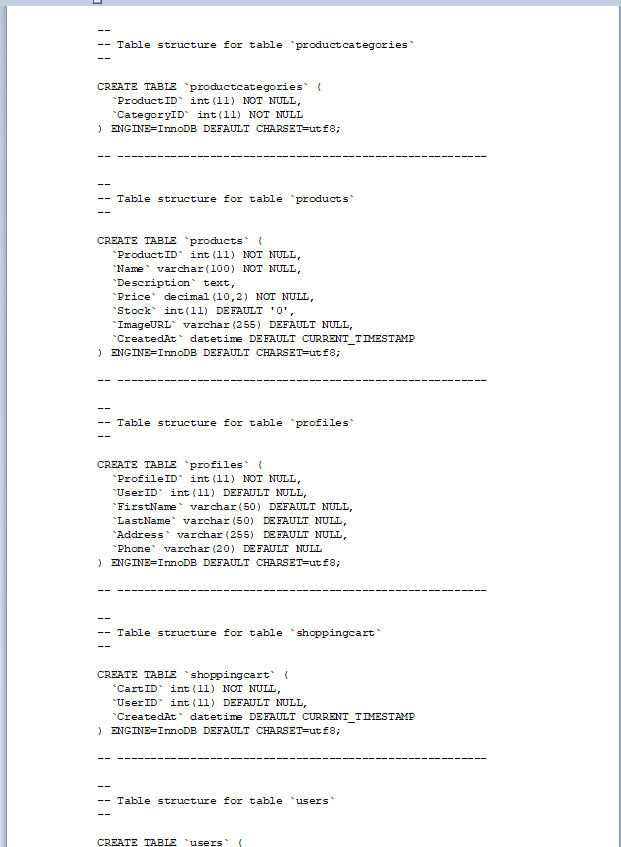 --
-- Table structure for table `productcategories`
--
CREATE TABLE `productcategories` (
`ProductID` int(11) NOT NULL,
`CategoryID` int(11) NOT NULL
) ENGINE=InnoDB DEFAULT CHARSET=utf8;
-- --------------------------------------------------------
--
-- Table structure for table `products`
--
CREATE TABLE `products` (
`ProductID` int(11) NOT NULL,
`Name` varchar(100) NOT NULL,
`Description` text,
`Price` decimal(10,2) NOT NULL,
`Stock` int(11) DEFAULT '0',
`ImageURL` varchar(255) DEFAULT NULL,
`CreatedAt` datetime DEFAULT CURRENT_TIMESTAMP
) ENGINE=InnoDB DEFAULT CHARSET=utf8;
-- --------------------------------------------------------
--
-- Table structure for table `profiles`
--
CREATE TABLE `profiles` (
`ProfileID` int(11) NOT NULL,
`UserID` int(11) DEFAULT NULL,
`FirstName` varchar(50) DEFAULT NULL,
`LastName` varchar(50) DEFAULT NULL,
`Address` varchar(255) DEFAULT NULL,
`Phone` varchar(20) DEFAULT NULL
) ENGINE=InnoDB DEFAULT CHARSET=utf8;
-- --------------------------------------------------------
--
-- Table structure for table `shoppingcart`
--
CREATE TABLE `shoppingcart` (
`CartID` int(11) NOT NULL,
`UserID` int(11) DEFAULT NULL,
`CreatedAt` datetime DEFAULT CURRENT_TIMESTAMP
) ENGINE=InnoDB DEFAULT CHARSET=utf8;
-- --------------------------------------------------------
--
-- Table structure for table `users`
--
CREATE TABLE `users` (